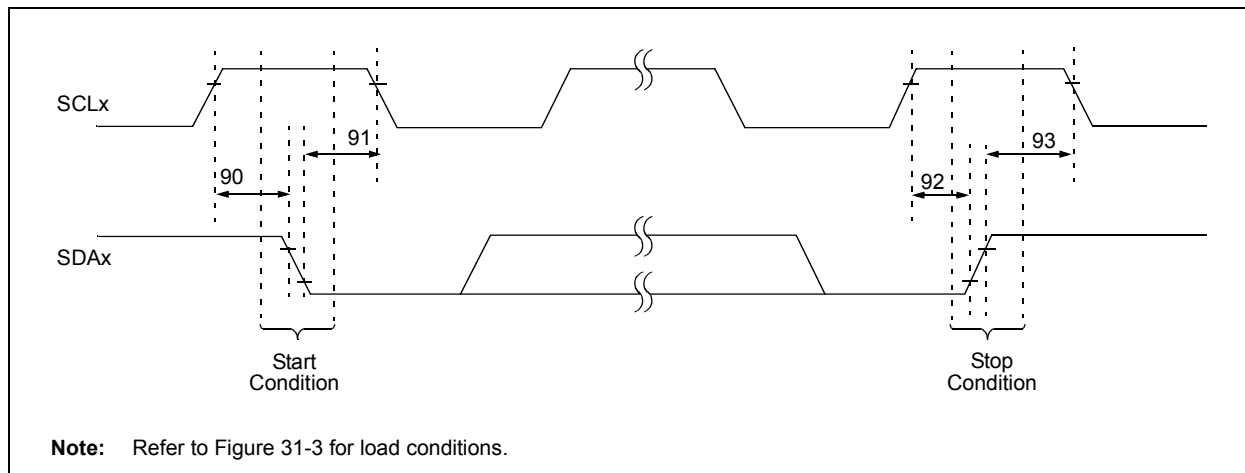 SCLx
91
93
90
92
SDAx
Start
Condition
Stop
Condition
Note: Refer to Figure 31-3 for load conditions.